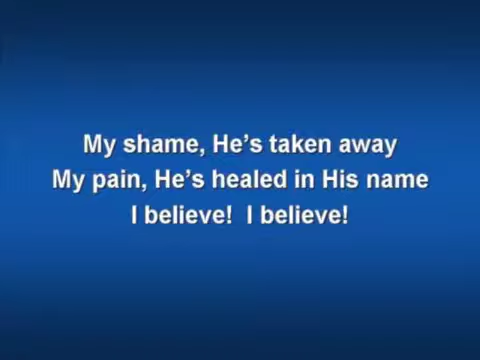 My shame, He's taken away
My pain, He's healed in His name
I believe!  I believe!